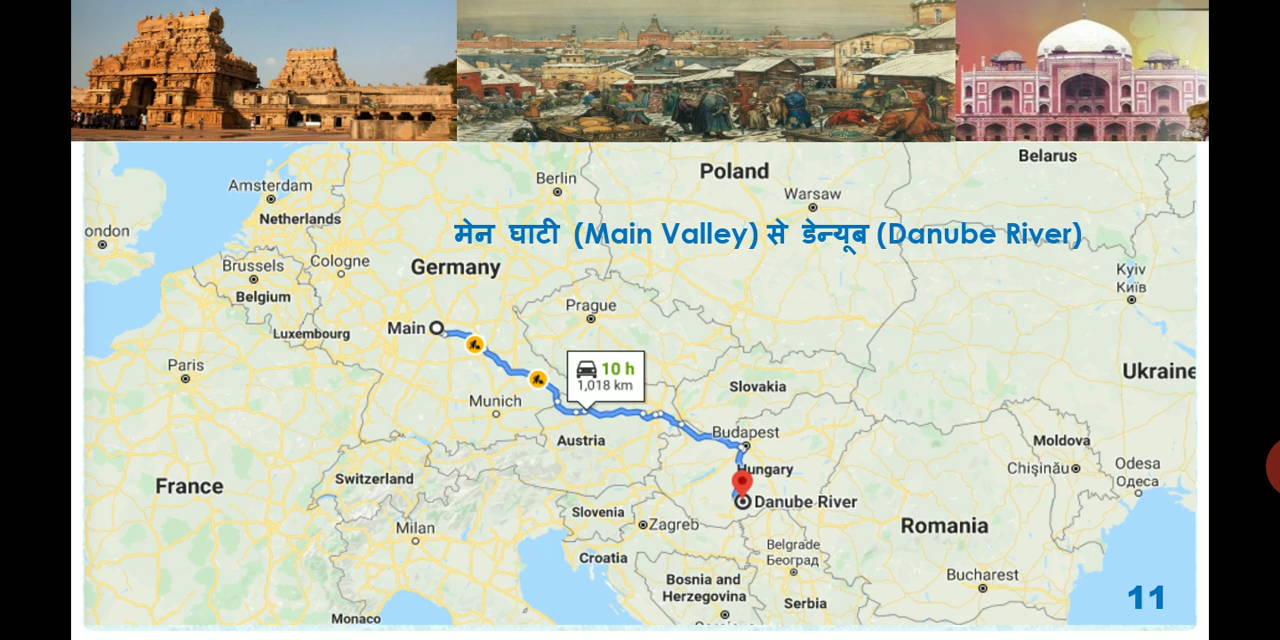 Belarus
Poland
Berlin
Amsterdam
Warsaw
Netherlands
ondon
मेन घाटी (Main Valley) से डेन्यूब (Danube River)
Brussels
Cologne
Germany
Kyiv
Київ
Belgium
Prague
Luxembourg
Main
10 h
1,018 km
Paris
Ukraine
Slovakia
Munich
Budapest
Austria
Moldova
Hungary
Chișinău
Odesa
Одеса
Switzerland
France
Danube River
Slovenia
Zagreb
Milan
Romania
Belgrade
Београд
Croatia
Bosnia and
Herzegovina
Bucharest
Serbia
11
Monaco